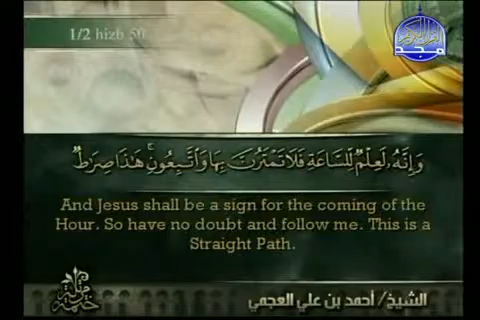 1/2 hizb 50
مجد
وَإِنَّهُۥ لَعِلْمٌ لِّلسَّاعَةِ فَلَا تَمْتَرُنَّ بِهَا وَٱتَّبِعُونِ ۚ هَٰذَا صِرَٰطٌ
And Jesus shall be a sign for the coming of the
Hour. So have no doubt and follow me. This is a
Straight Path.
الشيخ/ أحمد بن علي العجمي